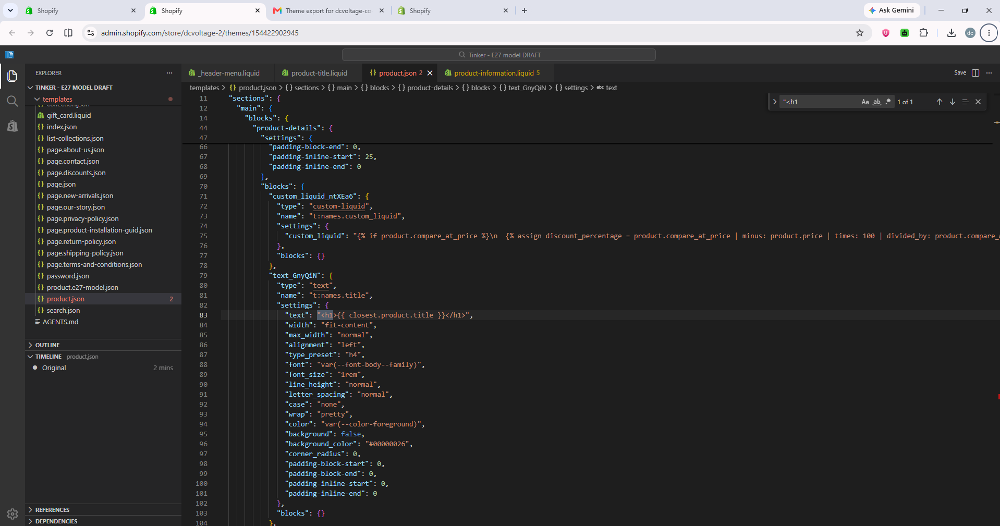 Shopify
Shopify
Theme export for dcvoltage-co
Shopify
Ask Gemini
admin.shopify.com/store/dcvoltage-2/themes/154422902945
dc
Tinker - E27 model DRAFT
EXPLORER
_header-menu.liquid
product-title.liquid
{} product.json 2
product-information.liquid 5
Save
TINKER - E27 MODEL DRAFT
templates > {} product.json > {} sections > {} main > {} blocks > {} product-details > {} blocks > {} text_GnyQiN > {} settings > abc text
templates
{} collection.json
gift_card.liquid
{} index.json
{} list-collections.json
{} page.about-us.json
{} page.contact.json
{} page.discounts.json
{} page.json
{} page.new-arrivals.json
{} page.our-story.json
{} page.privacy-policy.json
{} page.product-installation-guid.json
{} page.return-policy.json
{} page.shipping-policy.json
{} page.terms-and-conditions.json
{} password.json
{} product.e27-model.json
{} product.json 2
{} search.json
AGENTS.md
OUTLINE
TIMELINE product.json
Original 2 mins
REFERENCES
DEPENDENCIES
"<h1
Aa ab .* 1 of 1
11 "sections": {
12 "main": {
14 "blocks": {
44 "product-details": {
47 "settings": {
66 "padding-block-end": 0,
67 "padding-inline-start": 25,
68 "padding-inline-end": 0
69 },
70 "blocks": {
71 "custom_liquid_ntXEa6": {
72 "type": "custom-liquid",
73 "name": "t:names.custom_liquid",
74 "settings": {
75 "custom_liquid": "{% if product.compare_at_price %}\n  {% assign discount_percentage = product.compare_at_price | minus: product.price | times: 100 | divided_by: product.compare_a
76 },
77 "blocks": {}
78 },
79 "text_GnyQiN": {
80 "type": "text",
81 "name": "t:names.title",
82 "settings": {
83 "text": "<h1>{{ closest.product.title }}</h1>",
84 "width": "fit-content",
85 "max_width": "normal",
86 "alignment": "left",
87 "type_preset": "h4",
88 "font": "var(--font-body--family)",
89 "font_size": "1rem",
90 "line_height": "normal",
91 "letter_spacing": "normal",
92 "case": "none",
93 "wrap": "pretty",
94 "color": "var(--color-foreground)",
95 "background": false,
96 "background_color": "#00000026",
97 "corner_radius": 0,
98 "padding-block-start": 0,
99 "padding-block-end": 0,
100 "padding-inline-start": 0,
101 "padding-inline-end": 0
102 },
103 "blocks": {}
104 },